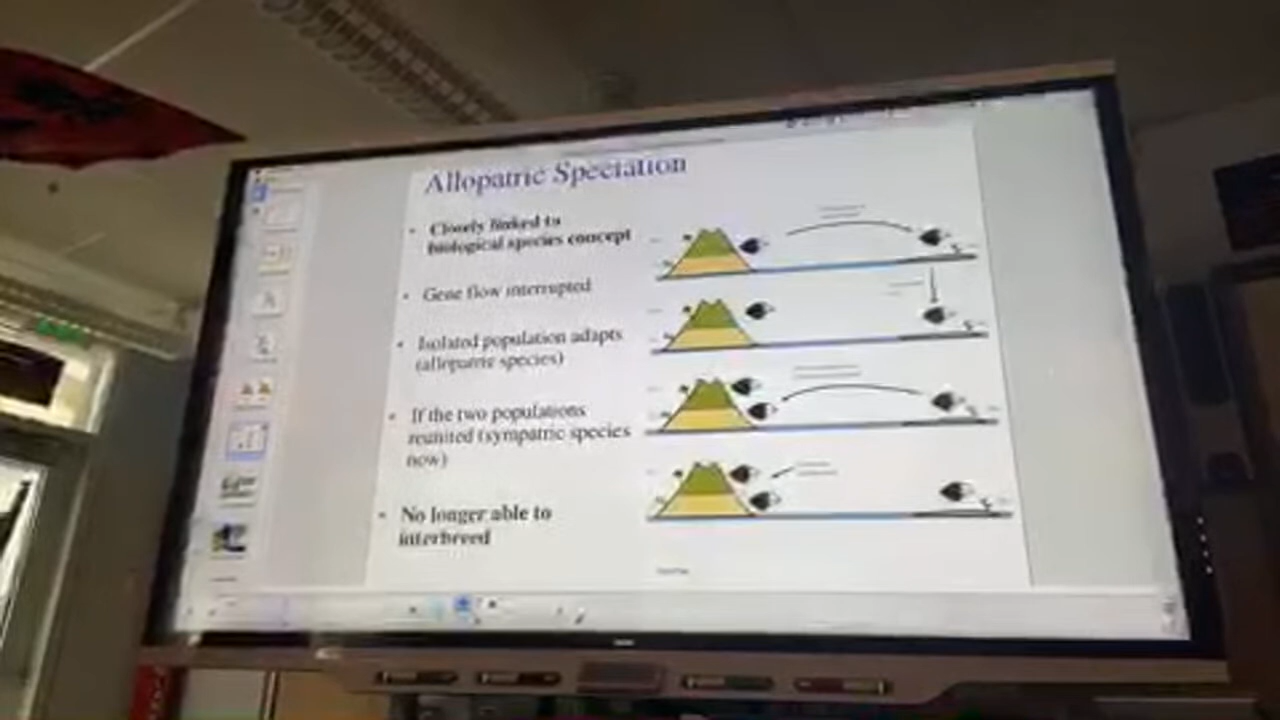 Allopatric Speciation
• Closely linked to
biological species concept
• Gene flow interrupted
• Isolated population adapts
(allopatric species)
• If the two populations
reunited (sympatric species
now)
• No longer able to
interbreed